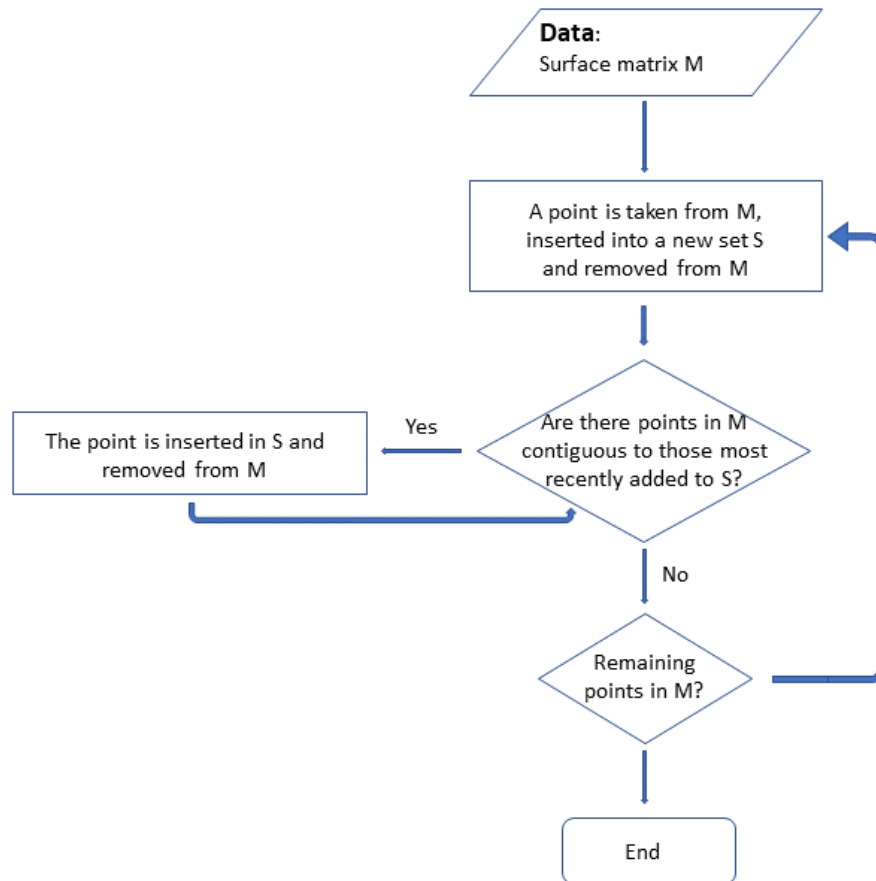 Data:
Surface matrix M
A point is taken from M,
inserted into a new set S
and removed from M
Are there points in M
contiguous to those most
recently added to S?
Yes
The point is inserted in S and
removed from M
No
Remaining
points in M?
End